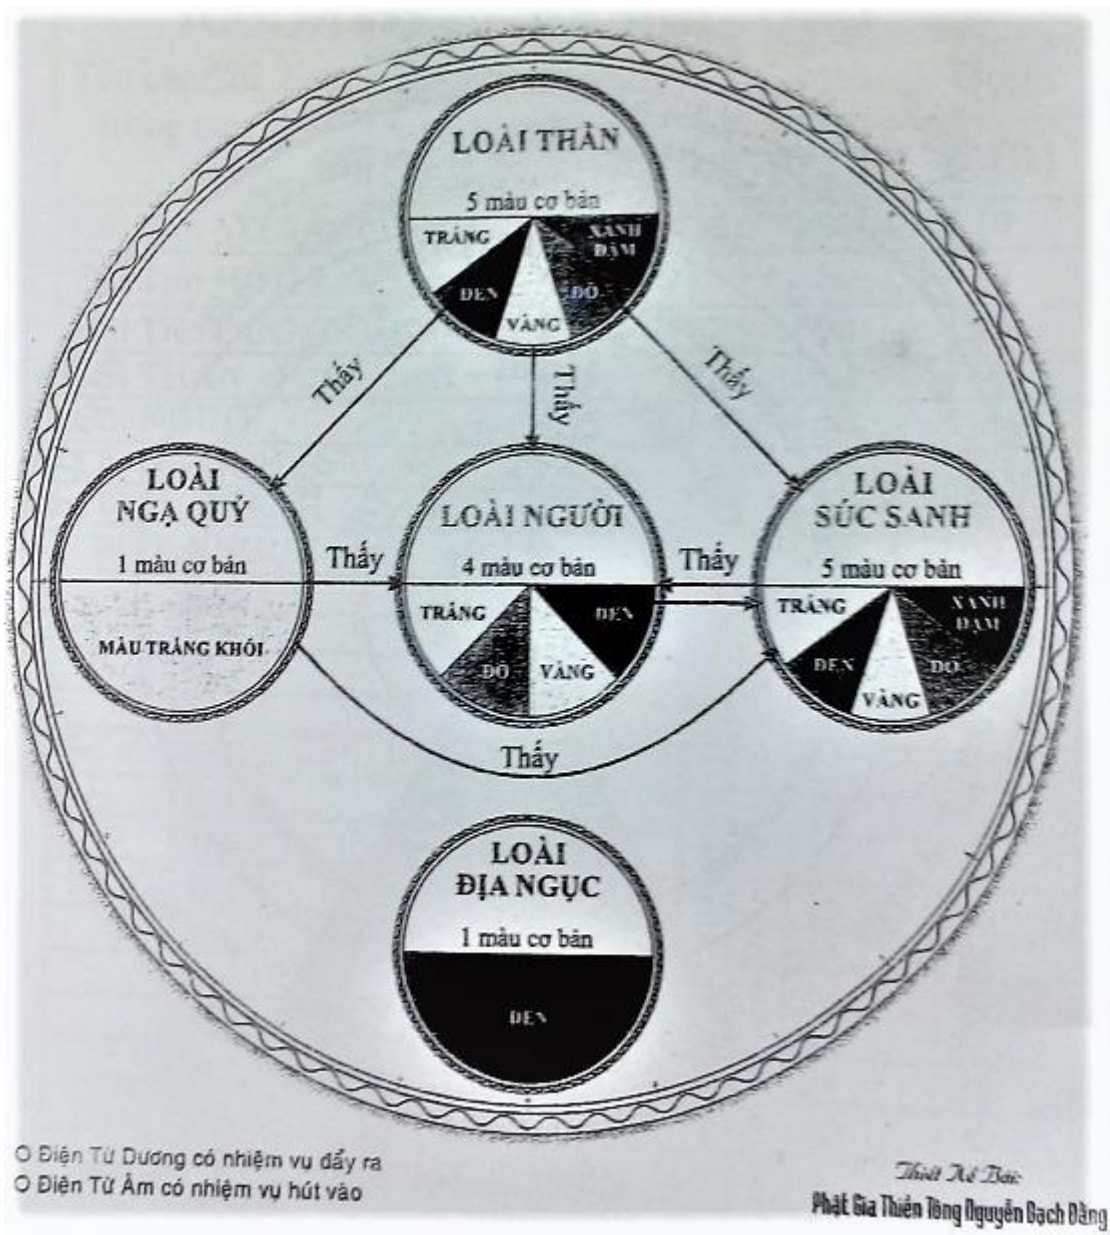 LOÀI THẦN
5 màu cơ bản
TRẮNG
XANH
ĐẬM
ĐEN
ĐỎ
VÀNG
Thấy
Thấy
Thấy
LOÀI
NGẠ QUỶ
1 màu cơ bản
MÀU TRẮNG KHÓI
Thấy
LOÀI NGƯỜI
4 màu cơ bản
TRẮNG
ĐEN
ĐỎ
VÀNG
Thấy
LOÀI
SÚC SANH
5 màu cơ bản
TRẮNG
XANH
ĐẬM
ĐEN
ĐỎ
VÀNG
Thấy
LOÀI
ĐỊA NGỤC
1 màu cơ bản
ĐEN
Điện Từ Dương có nhiệm vụ đẩy ra
Điện Từ Âm có nhiệm vụ hút vào
Thiết Kế Bởi:
Phật Gia Thiền Tông Nguyễn Bạch Đằng